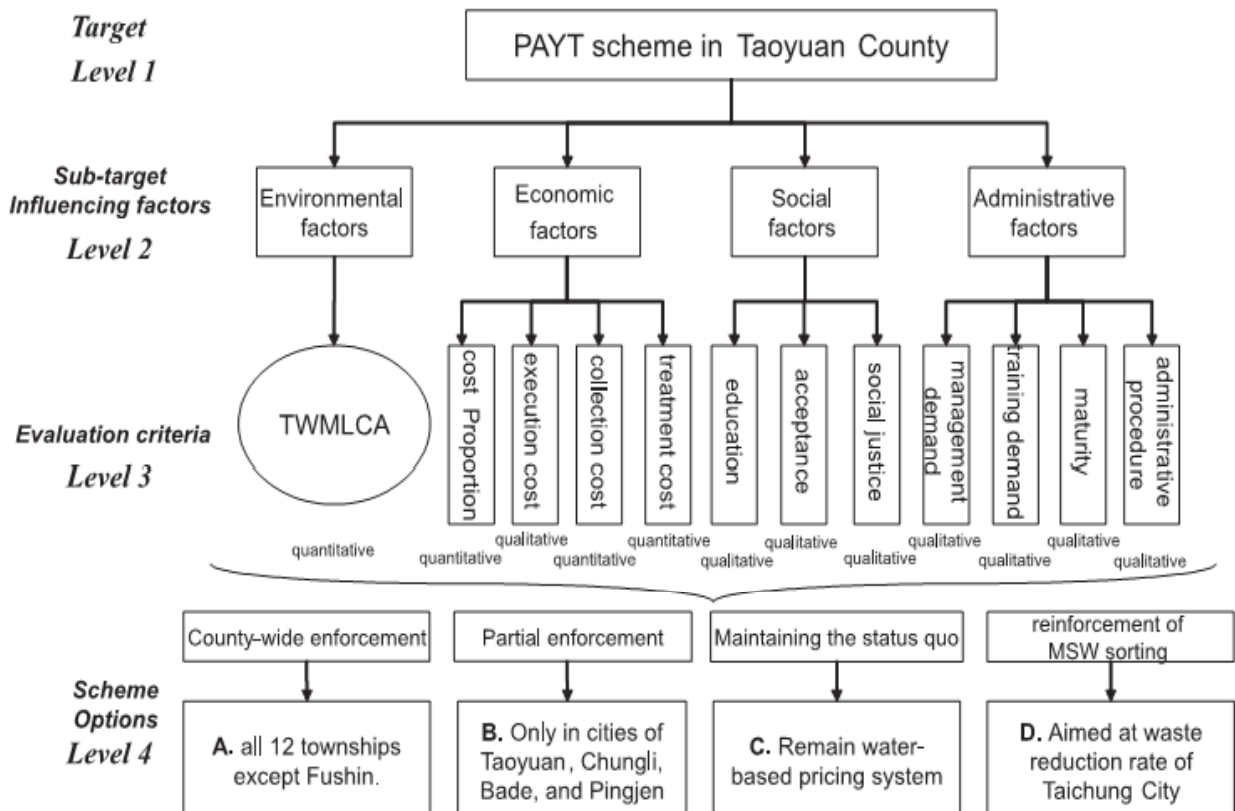 Target
Level 1
PAYT scheme in Taoyuan County
Sub-target
Influencing factors
Level 2
Environmental
factors
Economic
factors
Social
factors
Administrative
factors
Evaluation criteria
Level 3
TWMLCA
cost Proportion
execution cost
collection cost
treatment cost
education
acceptance
social justice
management
demand
training demand
maturity
administrative
procedure
quantitative
quantitative
qualitative
quantitative
quantitative
qualitative
qualitative
qualitative
qualitative
qualitative
qualitative
qualitative
County-wide enforcement
Partial enforcement
Maintaining the status quo
reinforcement of
MSW sorting
Scheme
Options
Level 4
A. all 12 townships
except Fushin.
B. Only in cities of
Taoyuan, Chungli,
Bade, and Pingjen
C. Remain water-
based pricing system
D. Aimed at waste
reduction rate of
Taichung City